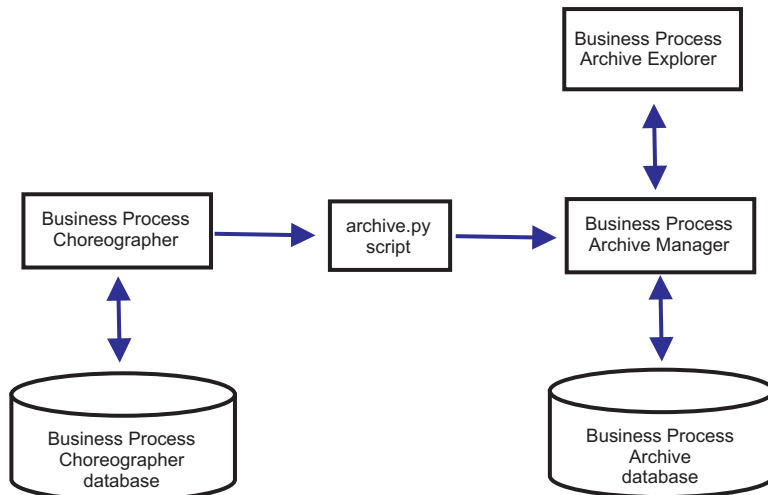 Business Process
Archive Explorer
Business Process
Choreographer
archive.py
script
Business Process
Archive Manager
Business Process
Choreographer
database
Business Process
Archive
database